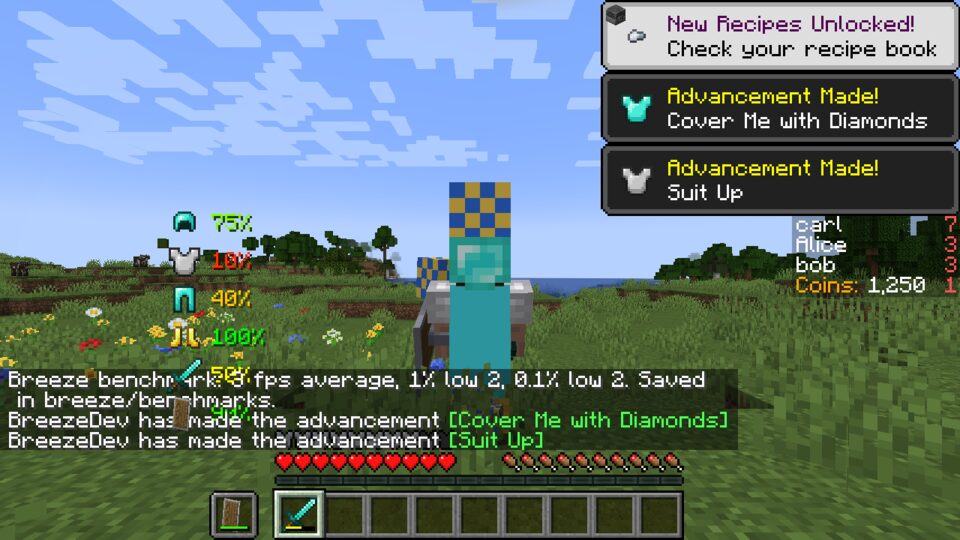 New Recipes Unlocked!
Check your recipe book
Advancement Made!
Cover Me with Diamonds
Advancement Made!
Suit Up
carl 7
Alice 3
bob 3
Coins: 1,250 1
75%
10%
40%
100%
50%
Breeze benchmark: fps average, 1% low 2, 0.1% low 2. Saved
in breeze/benchmarks.
BreezeDev has made the advancement [Cover Me with Diamonds]
BreezeDev has made the advancement [Suit Up]